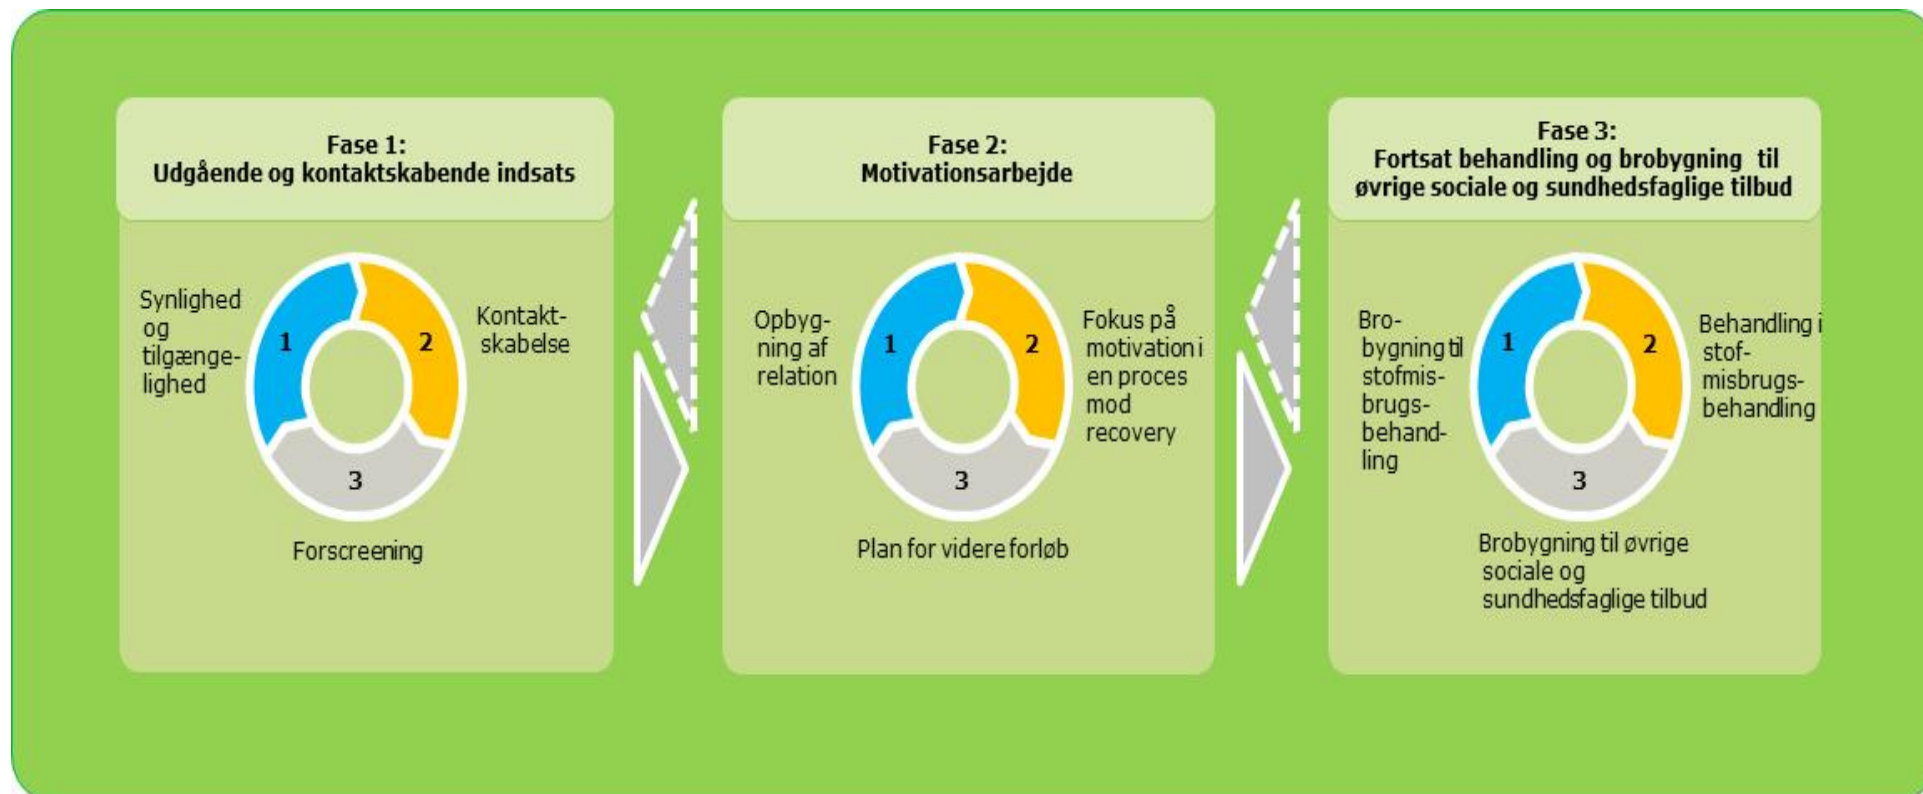 Fase 1:
Udgående og kontaktskabende indsats
Synlighed
og
tilgænge-
lighed
1
2
3
Kontakt-
skabelse
Forscreening
Fase 2:
Motivationsarbejde
Opbyg-
ning af
relation
1
2
3
Fokus på
motivation i
en proces
mod
recovery
Plan for videre forløb
Fase 3:
Fortsat behandling og brobygning til
øvrige sociale og sundhedsfaglige tilbud
Bro-
bygning til
stofmis-
brugs-
behand-
ling
1
2
3
Behandling i
stof-
misbrugs-
behandling
Brobygning til øvrige
sociale og
sundhedsfaglige tilbud